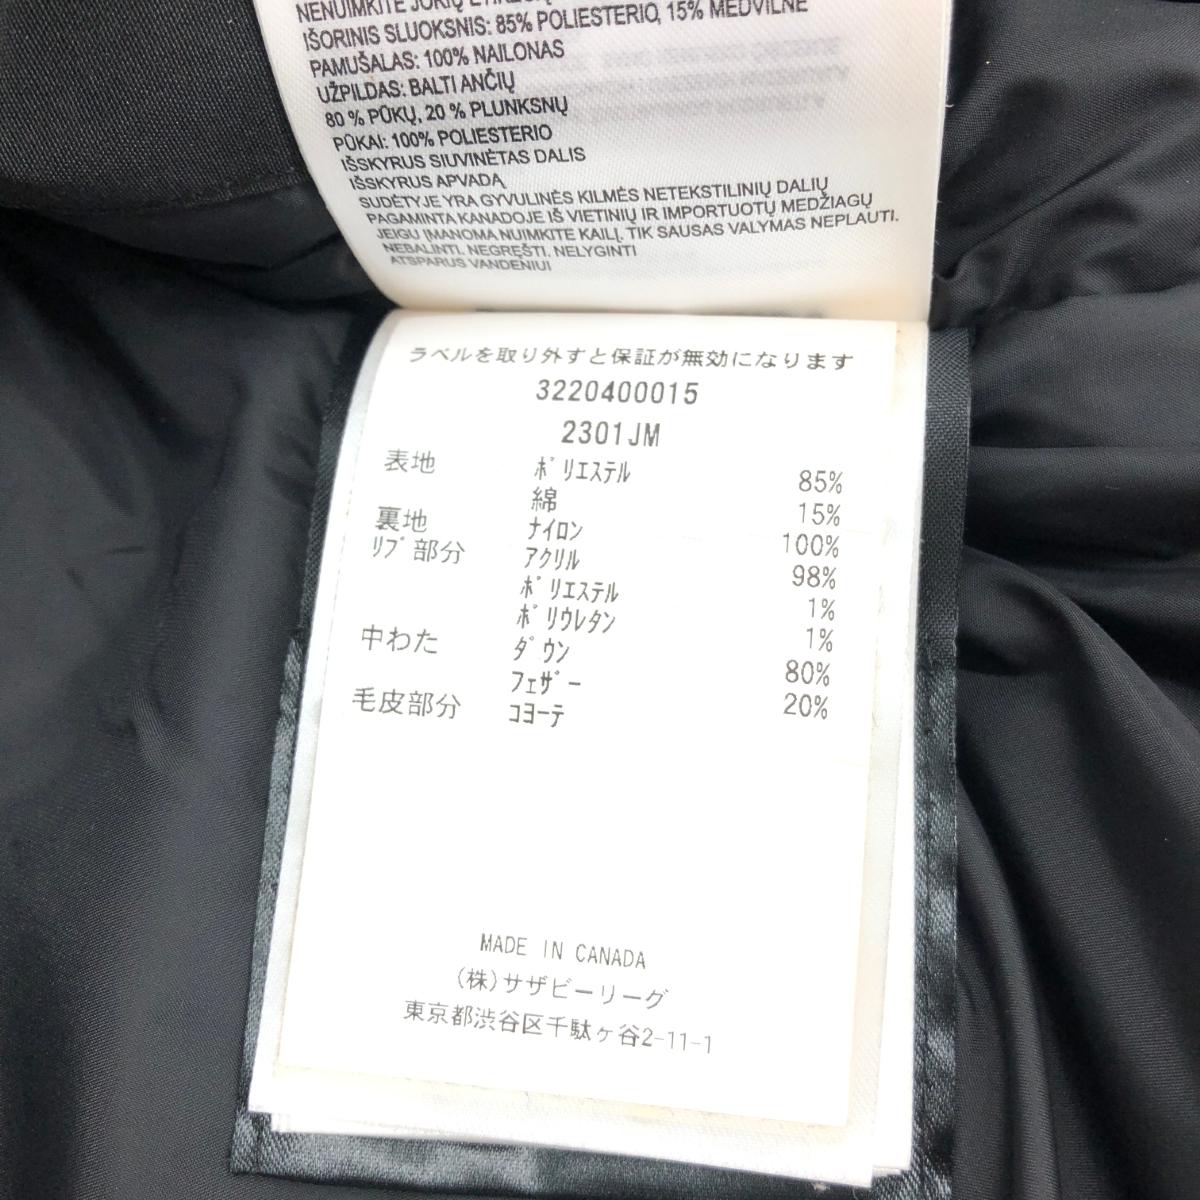 NENUIMKITE JOKIŲ
IŠORINIS SLUOKSNIS: 85% POLIESTERIO, 15% MEDVILNĖ
PAMUŠALAS: 100% NAILONAS
UŽPILDAS: BALTI ANČIŲ
80 % PŪKŲ, 20 % PLUNKSNŲ
PŪKAI: 100% POLIESTERIO
IŠSKYRUS SIUVINĖTAS DALIS
IŠSKYRUS APVADĄ
SUDĖTYJE YRA GYVULINĖS KILMĖS NETEKSTILINIŲ DALIŲ
PAGAMINTA KANADOJE IŠ VIETINIŲ IR IMPORTUOTŲ MEDŽIAGŲ
JEIGU ĮMANOMA NUIMKITE KAILĮ. TIK SAUSAS VALYMAS NEPLAUTI.
NEBALINTI. NEGRĘŠTI. NELYGINTI
ATSPARUS VANDENIUI
ラベルを取り外すと保証が無効になります
3220400015
2301JM
表地 ﾎﾟﾘｴｽﾃﾙ 85%
綿 15%
裏地 ﾅｲﾛﾝ 100%
ﾘﾌﾞ部分 ｱｸﾘﾙ 98%
ﾎﾟﾘｴｽﾃﾙ 1%
ﾎﾟﾘｳﾚﾀﾝ 1%
中わた ﾀﾞｳﾝ 80%
ﾌｪｻﾞｰ 20%
毛皮部分 ｺﾖｰﾃ
MADE IN CANADA
(株)サザビーリーグ
東京都渋谷区千駄ヶ谷2-11-1